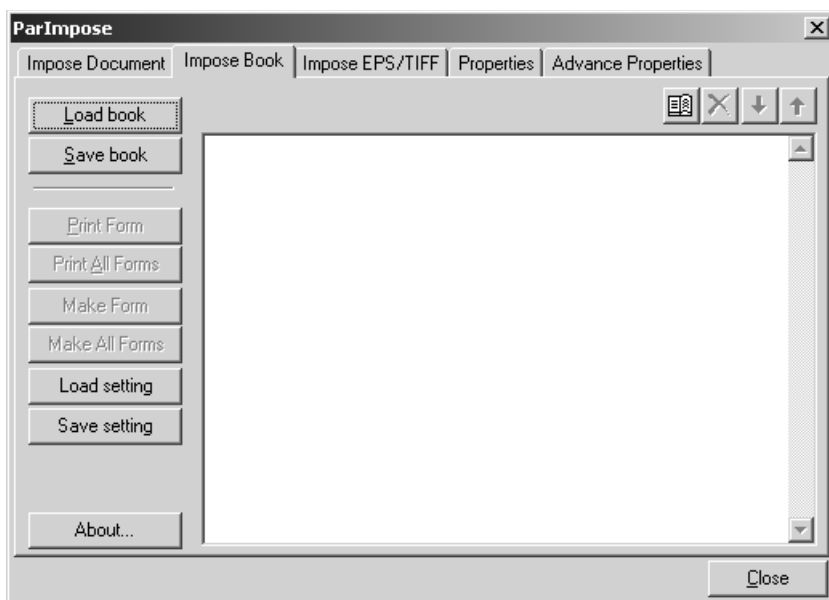 ParImpose
Impose Document Impose Book Impose EPS/TIFF Properties Advance Properties
Load book
Save book
Print Form
Print All Forms
Make Form
Make All Forms
Load setting
Save setting
About...
Close